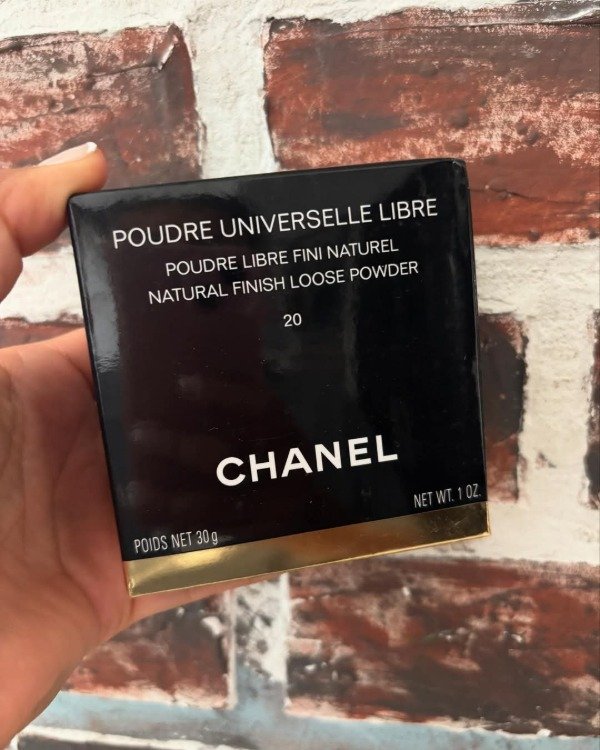 POUDRE UNIVERSELLE LIBRE
POUDRE LIBRE FINI NATUREL
NATURAL FINISH LOOSE POWDER
20
CHANEL
POIDS NET 30 g
NET WT. 1 OZ.